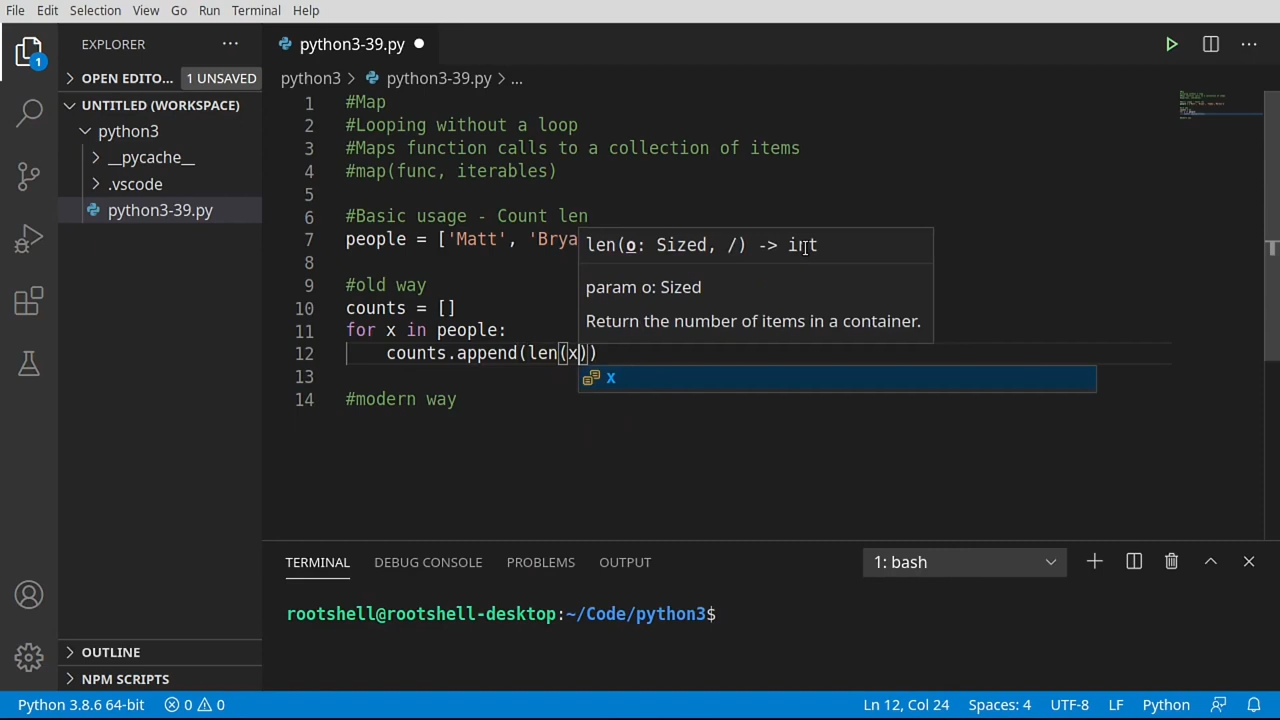 File Edit Selection View Go Run Terminal Help
EXPLORER
python3-39.py
OPEN EDITO... 1 UNSAVED
python3 > python3-39.py > ...
UNTITLED (WORKSPACE)
python3
__pycache__
.vscode
python3-39.py
1 #Map
2 #Looping without a loop
3 #Maps function calls to a collection of items
4 #map(func, iterables)
5
6 #Basic usage - Count len
7 people = ['Matt', 'Brya
8
9 #old way
10 counts = []
11 for x in people:
12 counts.append(len(x))
13
14 #modern way
len(o: Sized, /) -> int
param o: Sized
Return the number of items in a container.
x
TERMINAL DEBUG CONSOLE PROBLEMS OUTPUT 1: bash
rootshell@rootshell-desktop:~/Code/python3$
OUTLINE
NPM SCRIPTS
1
Python 3.8.6 64-bit 0 0 Ln 12, Col 24 Spaces: 4 UTF-8 LF Python